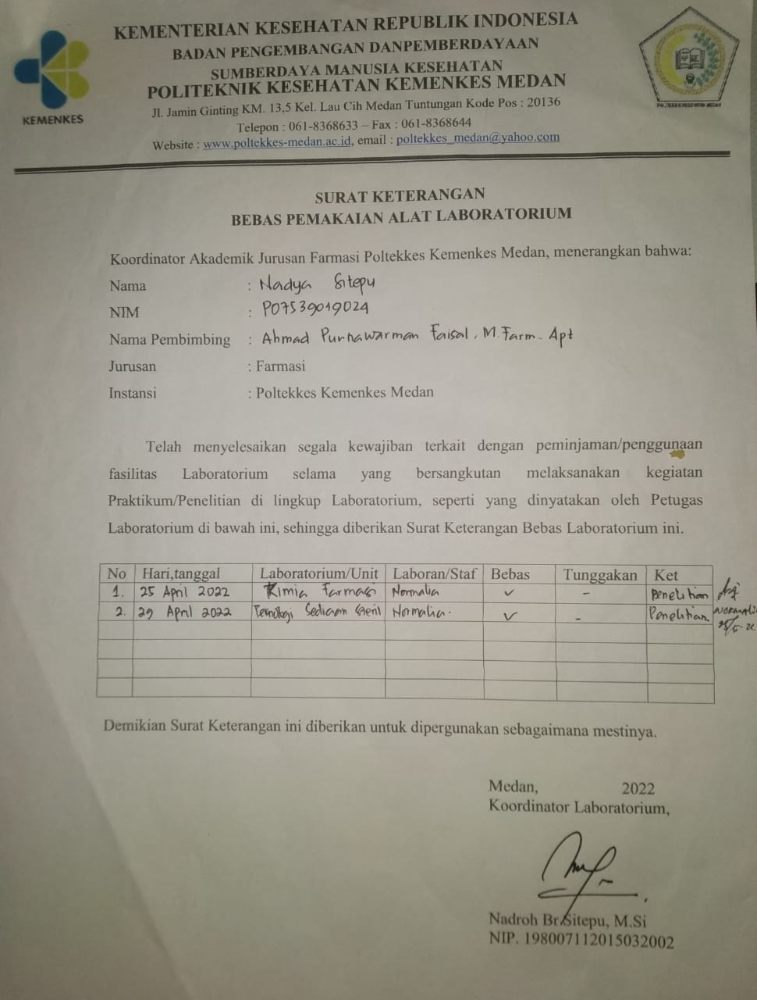 KEMENTERIAN KESEHATAN REPUBLIK INDONESIA
BADAN PENGEMBANGAN DANPEMBERDAYAAN
SUMBERDAYA MANUSIA KESEHATAN
POLITEKNIK KESEHATAN KEMENKES MEDAN
Jl. Jamin Ginting KM. 13,5 Kel. Lau Cih Medan Tuntungan Kode Pos : 20136
Telepon : 061-8368633 – Fax : 061-8368644
Website : www.poltekkes-medan.ac.id, email : poltekkes_medan@yahoo.com
KEMENKES
POLITEKNIK KESEHATAN MEDAN
SURAT KETERANGAN
BEBAS PEMAKAIAN ALAT LABORATORIUM
Koordinator Akademik Jurusan Farmasi Poltekkes Kemenkes Medan, menerangkan bahwa:
Nama : Nadya Sitepu
NIM : P07539019024
Nama Pembimbing : Ahmad Purnawarman Faisal, M.Farm. Apt
Jurusan : Farmasi
Instansi : Poltekkes Kemenkes Medan
Telah menyelesaikan segala kewajiban terkait dengan peminjaman/penggunaan
fasilitas Laboratorium selama yang bersangkutan melaksanakan kegiatan
Praktikum/Penelitian di lingkup Laboratorium, seperti yang dinyatakan oleh Petugas
Laboratorium di bawah ini, sehingga diberikan Surat Keterangan Bebas Laboratorium ini.
No Hari,tanggal Laboratorium/Unit Laboran/Staf Bebas Tunggakan Ket
1. 25 April 2022 Kimia Farmasi Normalia ✓ - Penelitian
2. 29 April 2022 Teknologi Sediaan Steril Normalia. ✓ - Penelitian. NORMALIA
Demikian Surat Keterangan ini diberikan untuk dipergunakan sebagaimana mestinya.
Medan, 2022
Koordinator Laboratorium,
Nadroh Br.Sitepu, M.Si
NIP. 198007112015032002